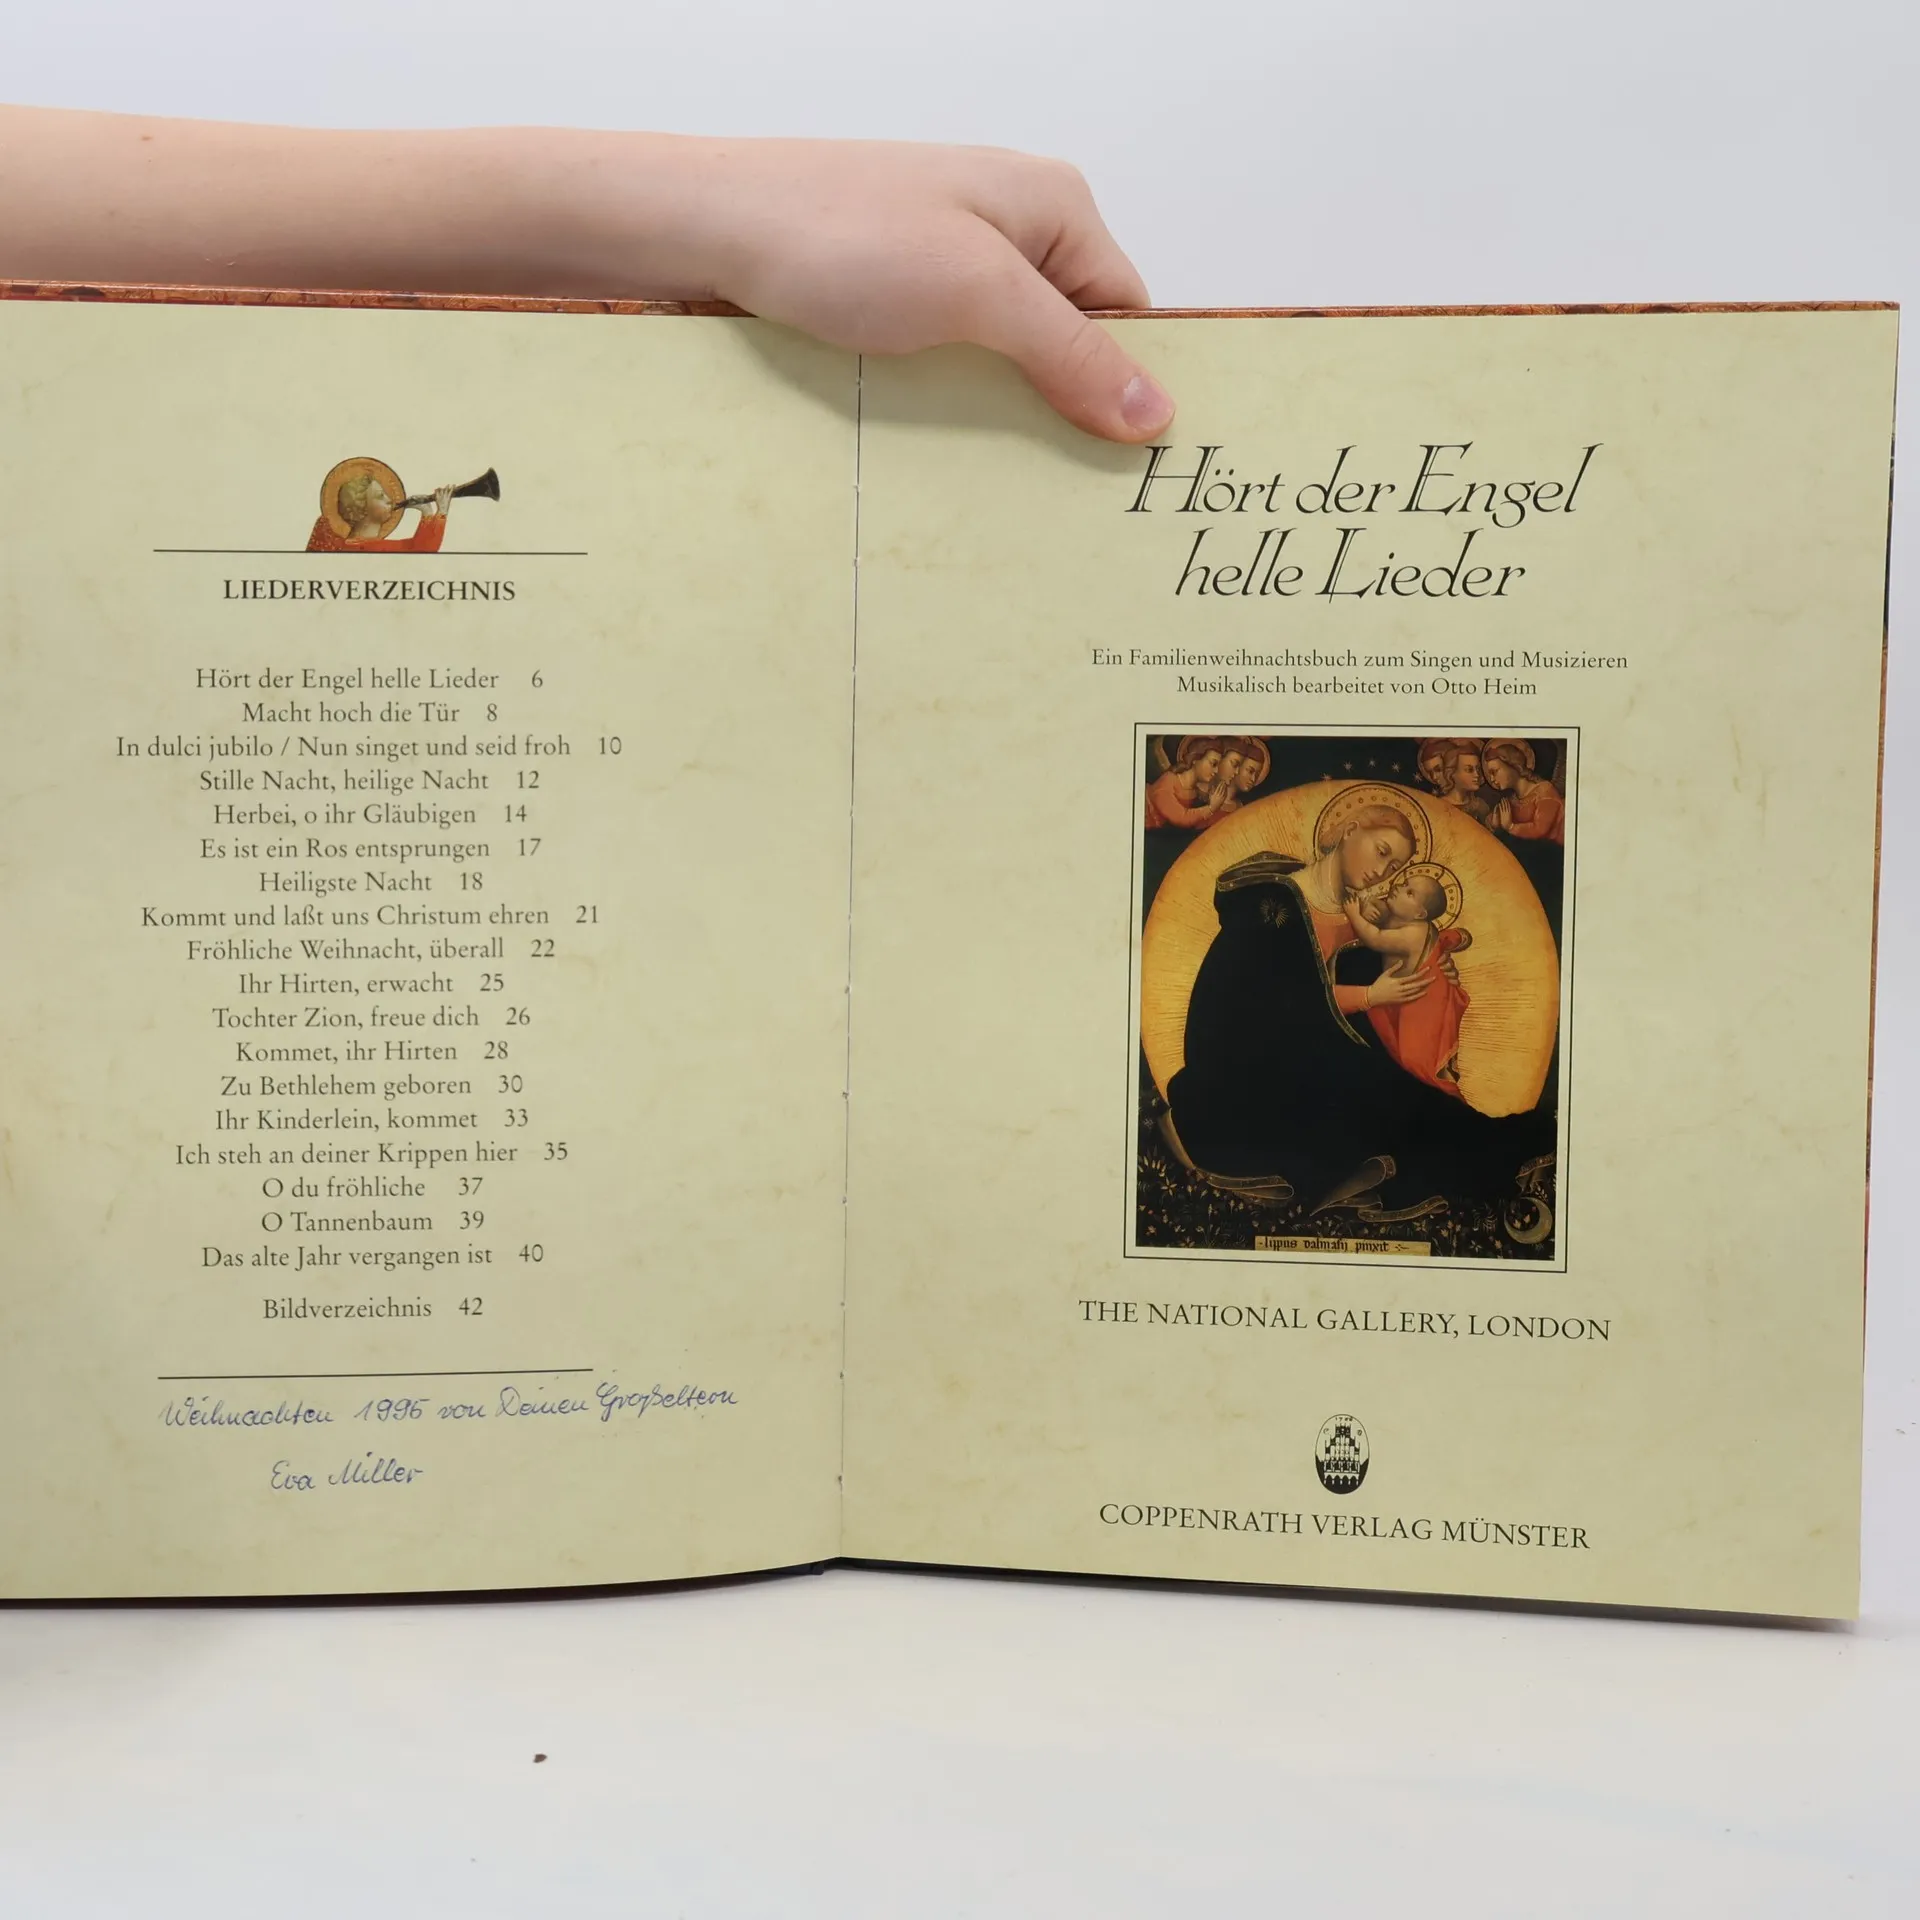 LIEDERVERZEICHNIS
Hört der Engel helle Lieder 6
Macht hoch die Tür 8
In dulci jubilo / Nun singet und seid froh 10
Stille Nacht, heilige Nacht 12
Herbei, o ihr Gläubigen 14
Es ist ein Ros entsprungen 17
Heiligste Nacht 18
Kommt und laßt uns Christum ehren 21
Fröhliche Weihnacht, überall 22
Ihr Hirten, erwacht 25
Tochter Zion, freue dich 26
Kommet, ihr Hirten 28
Zu Bethlehem geboren 30
Ihr Kinderlein, kommet 33
Ich steh an deiner Krippen hier 35
O du fröhliche 37
O Tannenbaum 39
Das alte Jahr vergangen ist 40
Bildverzeichnis 42
Weihnachten 1995 von Deinen Großeltern
Eva Miller
Hört der Engel
helle Lieder
Ein Familienweihnachtsbuch zum Singen und Musizieren
Musikalisch bearbeitet von Otto Heim
lippus dalmasij pinxit
THE NATIONAL GALLERY, LONDON
COPPENRATH VERLAG MÜNSTER